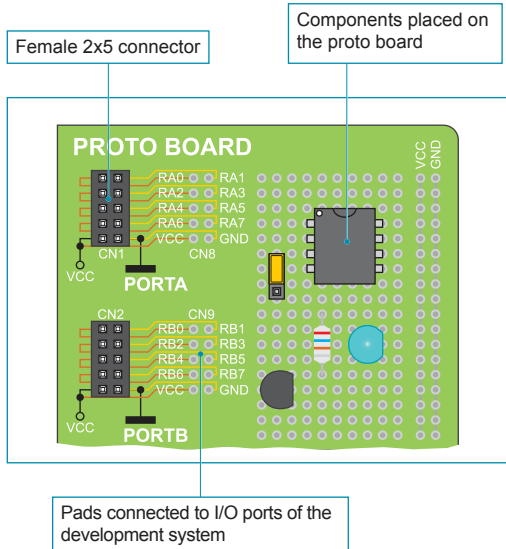 Components placed on
the proto board
Female 2x5 connector
PROTO BOARD
VCC
GND
RA0 RA1
RA2 RA3
RA4 RA5
RA6 RA7
VCC GND
CN1 CN8
VCC
PORTA
CN2 CN9
RB0 RB1
RB2 RB3
RB4 RB5
RB6 RB7
VCC GND
VCC
PORTB
Pads connected to I/O ports of the
development system